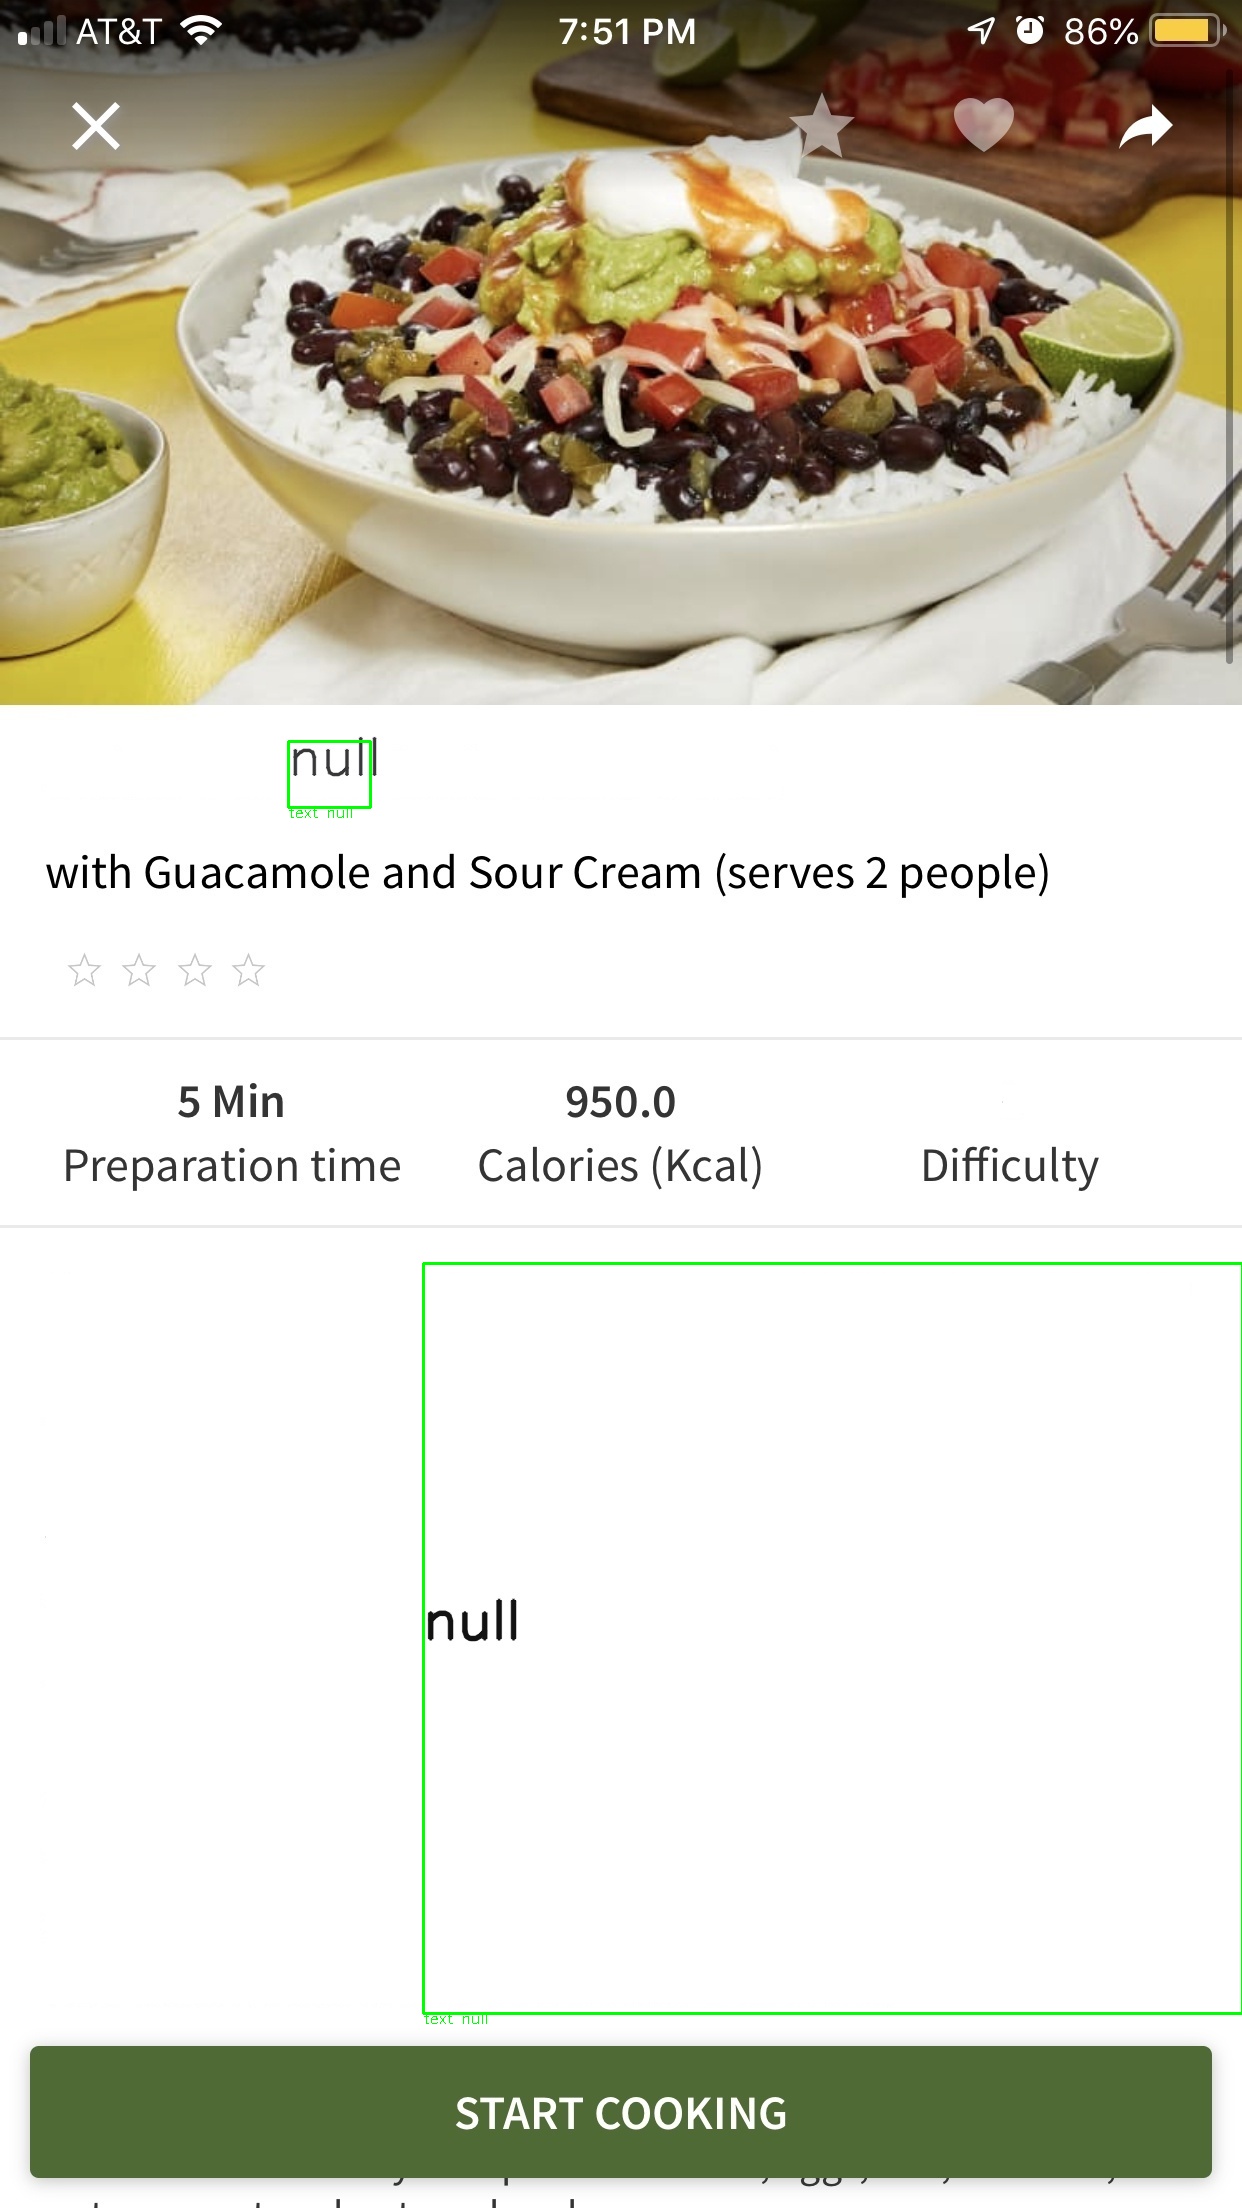 AT&T 7:51 PM 86%
null
text null
with Guacamole and Sour Cream (serves 2 people)
5 Min 950.0
Preparation time Calories (Kcal) Difficulty
null
text null
START COOKING